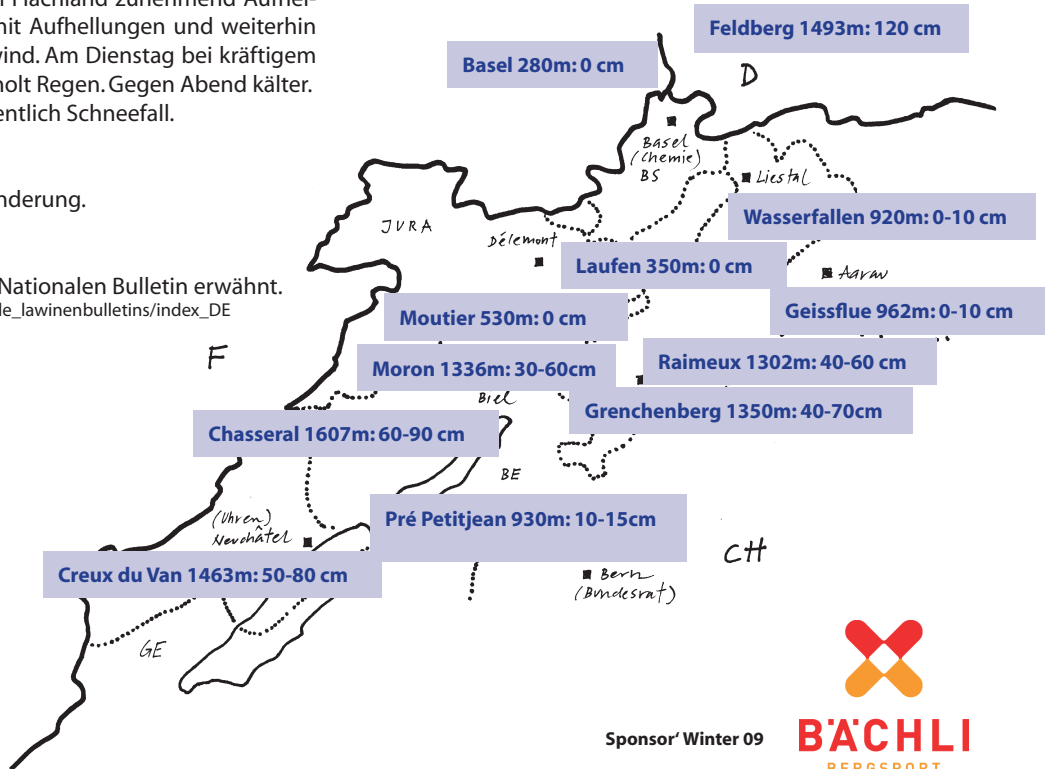 Flachland zunehmend Aufhel-
mit Aufhellungen und weiterhin
wind. Am Dienstag bei kräftigem
holt Regen. Gegen Abend kälter.
entlich Schneefall.
nderung.
Nationalen Bulletin erwähnt.
le_lawinenbulletins/index_DE
Feldberg 1493m: 120 cm
Basel 280m: 0 cm
D
Basel
(Chemie)
BS
Liestal
Wasserfallen 920m: 0-10 cm
JURA
Délemont
Laufen 350m: 0 cm
Aarau
Geissflue 962m: 0-10 cm
Moutier 530m: 0 cm
F
Moron 1336m: 30-60cm
Raimeux 1302m: 40-60 cm
Biel
Grenchenberg 1350m: 40-70cm
Chasseral 1607m: 60-90 cm
BE
(Uhren)
Neuchâtel
Pré Petitjean 930m: 10-15cm
CH
Creux du Van 1463m: 50-80 cm
Bern
(Bundesrat)
GE
Sponsor‘ Winter 09
BÄCHLI
BERGSPORT